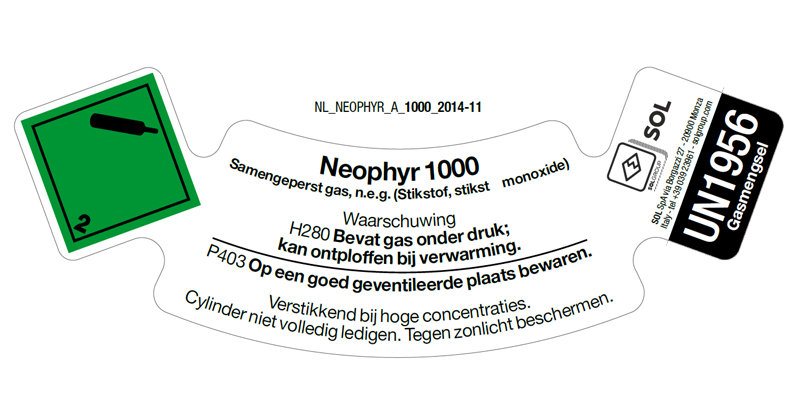 NL_NEOPHYR_A_1000_2014-11
Neophyr 1000
Samengeperst gas, n.e.g. (Stikstof, stikst monoxide)
Waarschuwing
H280 Bevat gas onder druk;
kan ontploffen bij verwarming.
P403 Op een goed geventileerde plaats bewaren.
Verstikkend bij hoge concentraties.
Cylinder niet volledig ledigen. Tegen zonlicht beschermen.
2
SOL
SOLGROUP
SOL SpA via Borgazzi 27 - 20900 Monza
Italy - tel +39 039 23961 - solgroup.com
UN1956
Gasmengsel